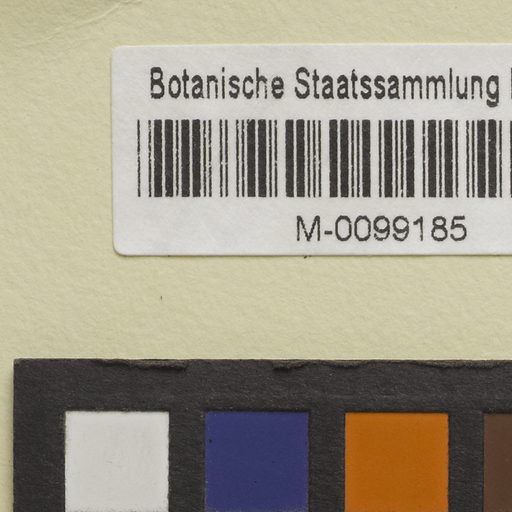 Botanische Staatssammlung
M-0099185